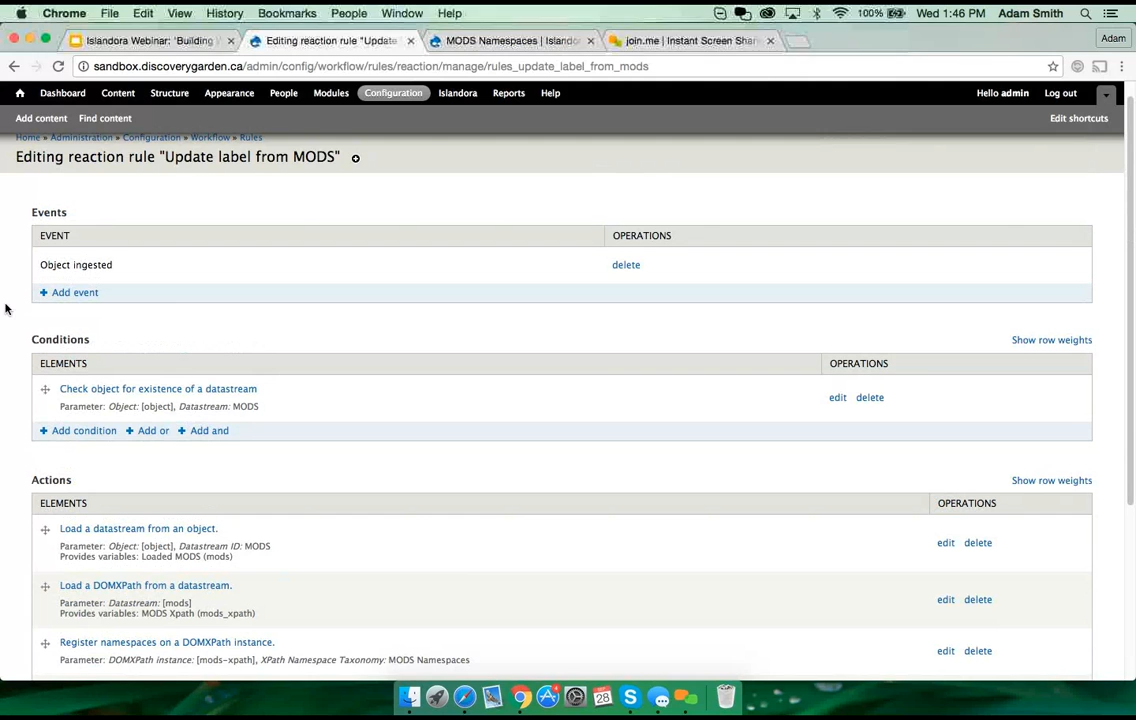 Chrome File Edit View History Bookmarks People Window Help 100% Wed 1:46 PM Adam Smith
Islandora Webinar: 'Building W Editing reaction rule "Update MODS Namespaces | Islandor join.me | Instant Screen Shar Adam
sandbox.discoverygarden.ca/admin/config/workflow/rules/reaction/manage/rules_update_label_from_mods
Dashboard Content Structure Appearance People Modules Configuration Islandora Reports Help Hello admin Log out
Add content Find content Edit shortcuts
Home » Administration » Configuration » Workflow » Rules
Editing reaction rule "Update label from MODS"
Events
EVENT OPERATIONS
Object ingested delete
Add event
Conditions Show row weights
ELEMENTS OPERATIONS
Check object for existence of a datastream
Parameter: Object: [object], Datastream: MODS
edit delete
Add condition Add or Add and
Actions Show row weights
ELEMENTS OPERATIONS
Load a datastream from an object.
Parameter: Object: [object], Datastream ID: MODS
Provides variables: Loaded MODS (mods)
edit delete
Load a DOMXPath from a datastream.
Parameter: Datastream: [mods]
Provides variables: MODS Xpath (mods_xpath)
edit delete
Register namespaces on a DOMXPath instance.
Parameter: DOMXPath instance: [mods-xpath], XPath Namespace Taxonomy: MODS Namespaces
edit delete